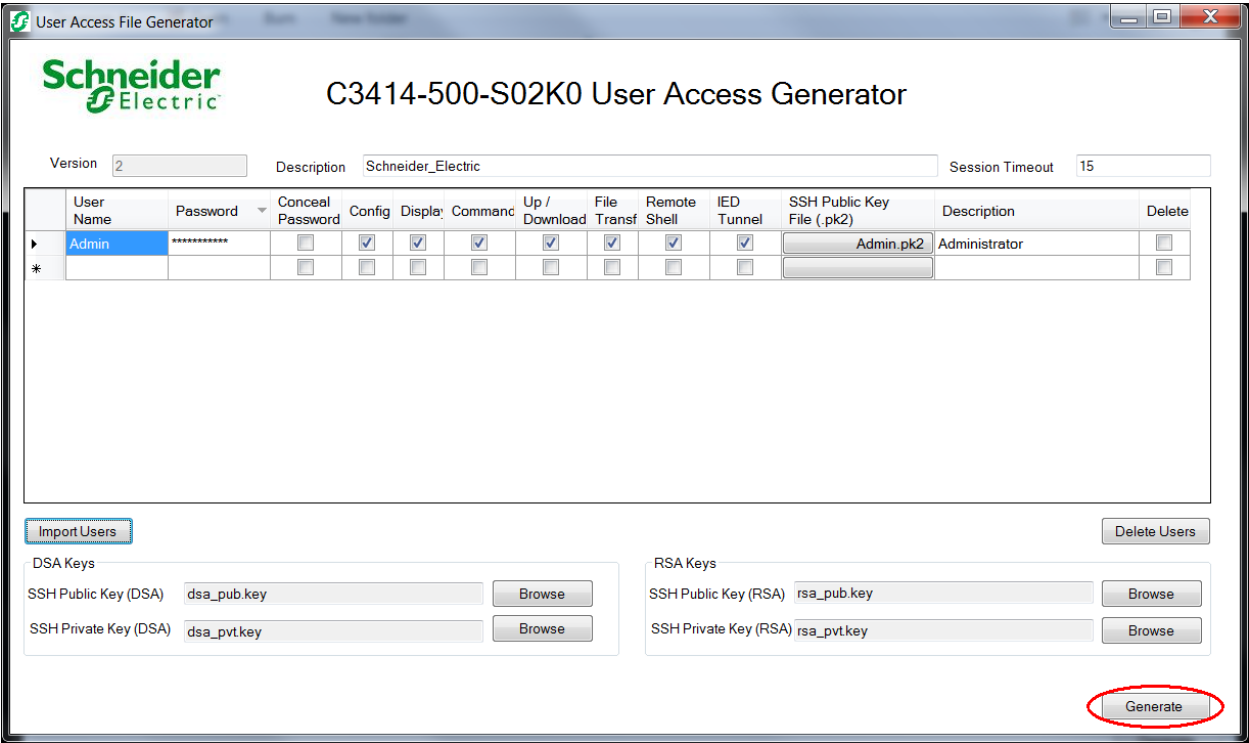 User Access File Generator
Schneider
Electric
C3414-500-S02K0 User Access Generator
Version 2 Description Schneider_Electric Session Timeout 15
User Name Password Conceal Password Config Display Command Up / Download File Transf Remote Shell IED Tunnel SSH Public Key File (.pk2) Description Delete
Admin *********** Admin.pk2 Administrator
Import Users Delete Users
DSA Keys RSA Keys
SSH Public Key (DSA) dsa_pub.key Browse SSH Public Key (RSA) rsa_pub.key Browse
SSH Private Key (DSA) dsa_pvt.key Browse SSH Private Key (RSA) rsa_pvt.key Browse
Generate